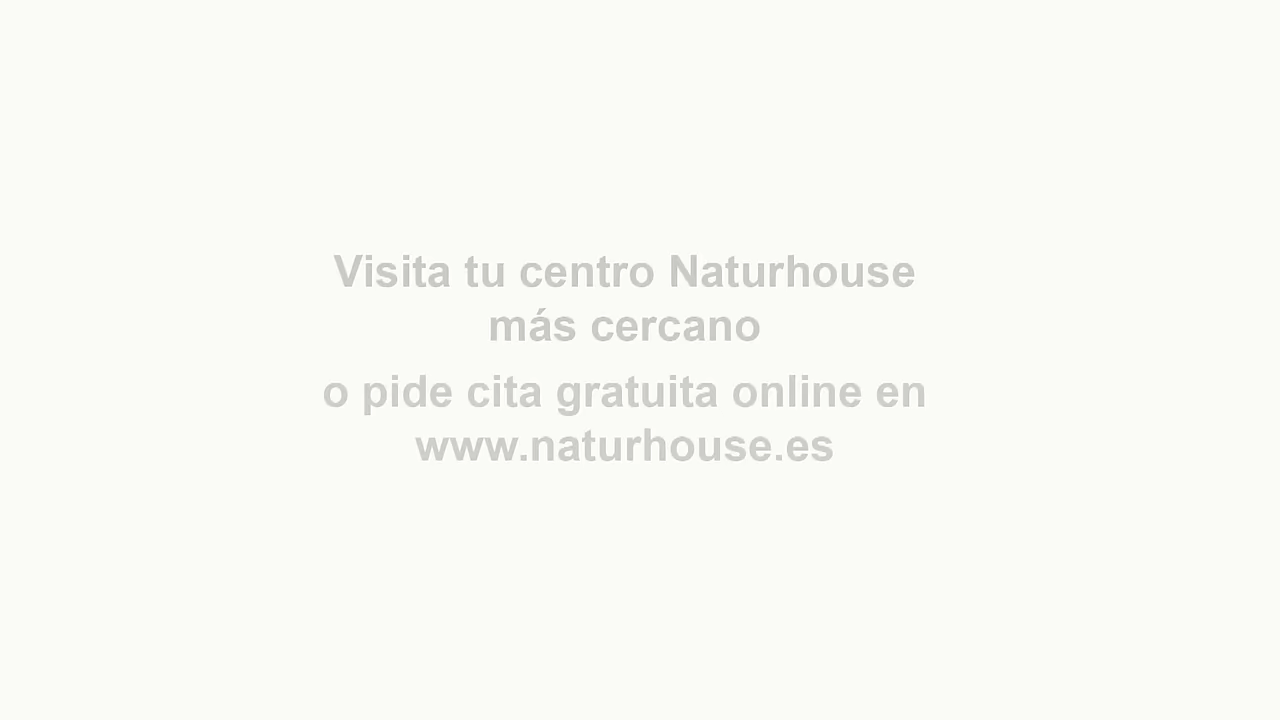 Visita tu centro Naturhouse
más cercano
o pide cita gratuita online en
www.naturhouse.es